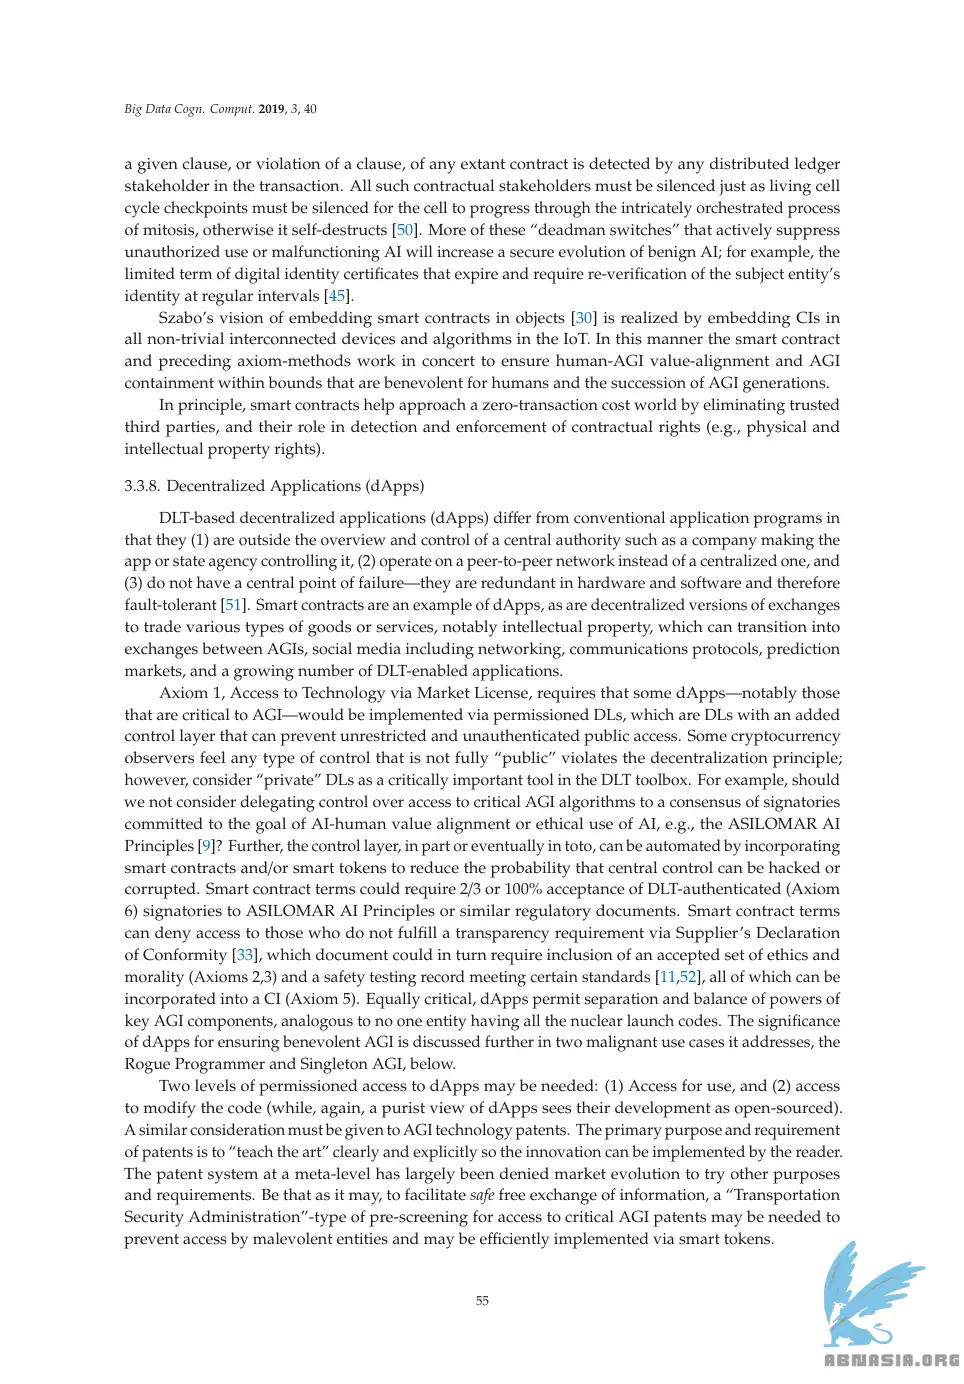 Big Data Cogn. Comput. 2019, 3, 40
a given clause, or violation of a clause, of any extant contract is detected by any distributed ledger
stakeholder in the transaction. All such contractual stakeholders must be silenced just as living cell
cycle checkpoints must be silenced for the cell to progress through the intricately orchestrated process
of mitosis, otherwise it self-destructs [50]. More of these “deadman switches” that actively suppress
unauthorized use or malfunctioning AI will increase a secure evolution of benign AI; for example, the
limited term of digital identity certificates that expire and require re-verification of the subject entity’s
identity at regular intervals [45].
Szabo’s vision of embedding smart contracts in objects [30] is realized by embedding CIs in
all non-trivial interconnected devices and algorithms in the IoT. In this manner the smart contract
and preceding axiom-methods work in concert to ensure human-AGI value-alignment and AGI
containment within bounds that are benevolent for humans and the succession of AGI generations.
In principle, smart contracts help approach a zero-transaction cost world by eliminating trusted
third parties, and their role in detection and enforcement of contractual rights (e.g., physical and
intellectual property rights).
3.3.8. Decentralized Applications (dApps)
DLT-based decentralized applications (dApps) differ from conventional application programs in
that they (1) are outside the overview and control of a central authority such as a company making the
app or state agency controlling it, (2) operate on a peer-to-peer network instead of a centralized one, and
(3) do not have a central point of failure—they are redundant in hardware and software and therefore
fault-tolerant [51]. Smart contracts are an example of dApps, as are decentralized versions of exchanges
to trade various types of goods or services, notably intellectual property, which can transition into
exchanges between AGIs, social media including networking, communications protocols, prediction
markets, and a growing number of DLT-enabled applications.
Axiom 1, Access to Technology via Market License, requires that some dApps—notably those
that are critical to AGI—would be implemented via permissioned DLs, which are DLs with an added
control layer that can prevent unrestricted and unauthenticated public access. Some cryptocurrency
observers feel any type of control that is not fully “public” violates the decentralization principle;
however, consider “private” DLs as a critically important tool in the DLT toolbox. For example, should
we not consider delegating control over access to critical AGI algorithms to a consensus of signatories
committed to the goal of AI-human value alignment or ethical use of AI, e.g., the ASILOMAR AI
Principles [9]? Further, the control layer, in part or eventually in toto, can be automated by incorporating
smart contracts and/or smart tokens to reduce the probability that central control can be hacked or
corrupted. Smart contract terms could require 2/3 or 100% acceptance of DLT-authenticated (Axiom
6) signatories to ASILOMAR AI Principles or similar regulatory documents. Smart contract terms
can deny access to those who do not fulfill a transparency requirement via Supplier’s Declaration
of Conformity [33], which document could in turn require inclusion of an accepted set of ethics and
morality (Axioms 2,3) and a safety testing record meeting certain standards [11,52], all of which can be
incorporated into a CI (Axiom 5). Equally critical, dApps permit separation and balance of powers of
key AGI components, analogous to no one entity having all the nuclear launch codes. The significance
of dApps for ensuring benevolent AGI is discussed further in two malignant use cases it addresses, the
Rogue Programmer and Singleton AGI, below.
Two levels of permissioned access to dApps may be needed: (1) Access for use, and (2) access
to modify the code (while, again, a purist view of dApps sees their development as open-sourced).
A similar consideration must be given to AGI technology patents. The primary purpose and requirement
of patents is to “teach the art” clearly and explicitly so the innovation can be implemented by the reader.
The patent system at a meta-level has largely been denied market evolution to try other purposes
and requirements. Be that as it may, to facilitate safe free exchange of information, a “Transportation
Security Administration”-type of pre-screening for access to critical AGI patents may be needed to
prevent access by malevolent entities and may be efficiently implemented via smart tokens.
55
ABNASIA.ORG